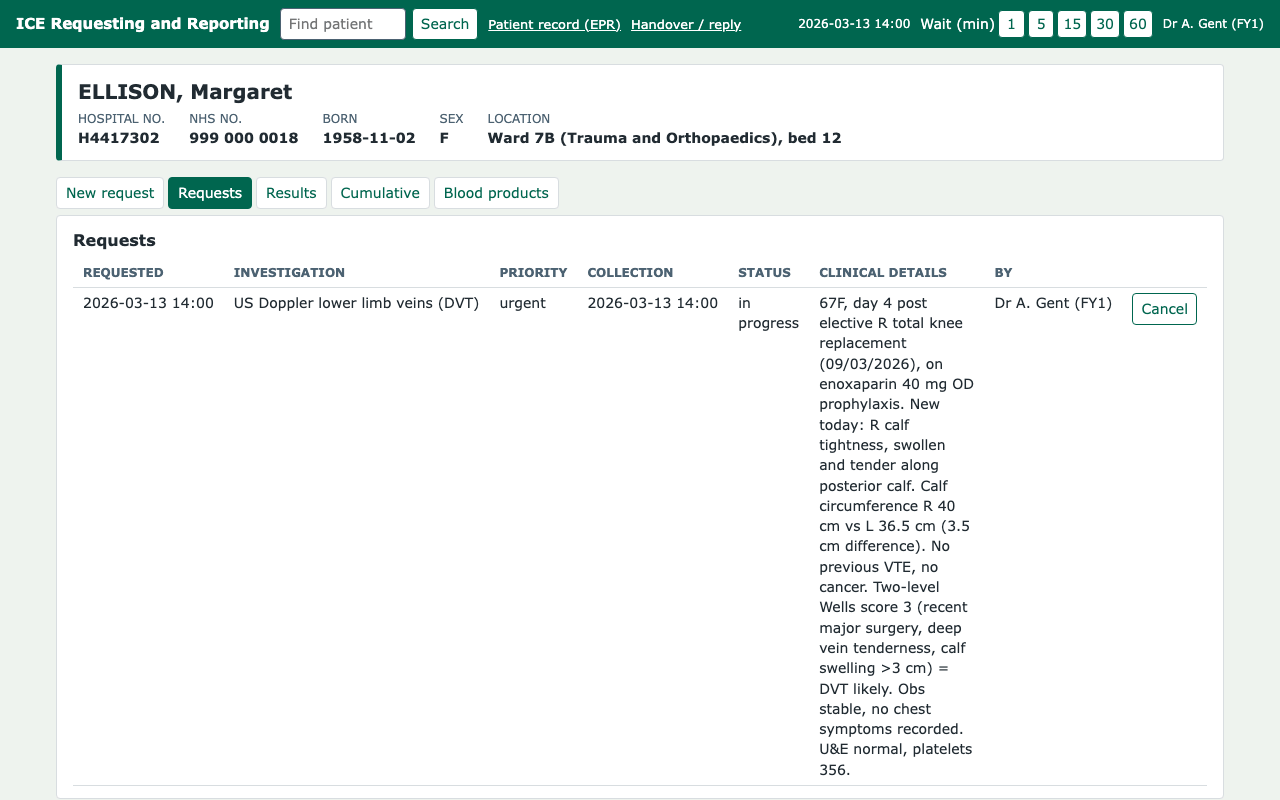 ICE Requesting and Reporting Find patient Search Patient record (EPR) Handover / reply 2026-03-13 14:00 Wait (min) 1 5 15 30 60 Dr A. Gent (FY1)
ELLISON, Margaret
HOSPITAL NO. NHS NO. BORN SEX LOCATION
H4417302 999 000 0018 1958-11-02 F Ward 7B (Trauma and Orthopaedics), bed 12
New request Requests Results Cumulative Blood products
Requests
REQUESTED INVESTIGATION PRIORITY COLLECTION STATUS CLINICAL DETAILS BY
2026-03-13 14:00 US Doppler lower limb veins (DVT) urgent 2026-03-13 14:00 in 67F, day 4 post Dr A. Gent (FY1) Cancel
progress elective R total knee
replacement
(09/03/2026), on
enoxaparin 40 mg OD
prophylaxis. New
today: R calf
tightness, swollen
and tender along
posterior calf. Calf
circumference R 40
cm vs L 36.5 cm (3.5
cm difference). No
previous VTE, no
cancer. Two-level
Wells score 3 (recent
major surgery, deep
vein tenderness, calf
swelling >3 cm) =
DVT likely. Obs
stable, no chest
symptoms recorded.
U&E normal, platelets
356.